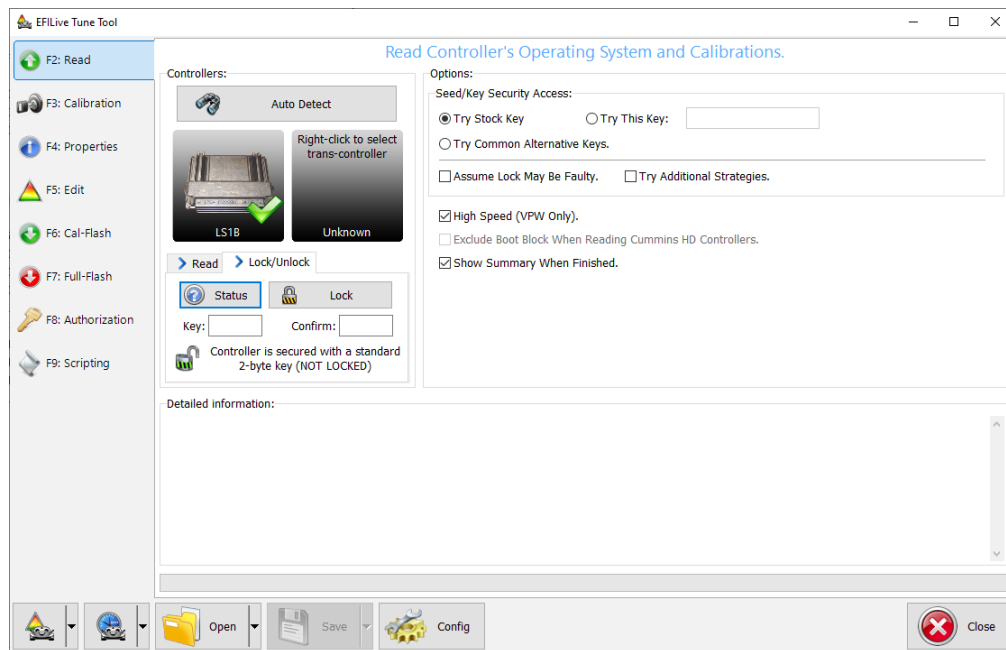 EFILive Tune Tool
F2: Read
F3: Calibration
F4: Properties
F5: Edit
F6: Cal-Flash
F7: Full-Flash
F8: Authorization
F9: Scripting
Read Controller's Operating System and Calibrations.
Controllers:
Auto Detect
LS1B
Right-click to select
trans-controller
Unknown
Read
Lock/Unlock
Status
Lock
Key:
Confirm:
Controller is secured with a standard
2-byte key (NOT LOCKED)
Options:
Seed/Key Security Access:
Try Stock Key
Try This Key:
Try Common Alternative Keys.
Assume Lock May Be Faulty.
Try Additional Strategies.
High Speed (VPW Only).
Exclude Boot Block When Reading Cummins HD Controllers.
Show Summary When Finished.
Detailed information:
Open
Save
Config
Close